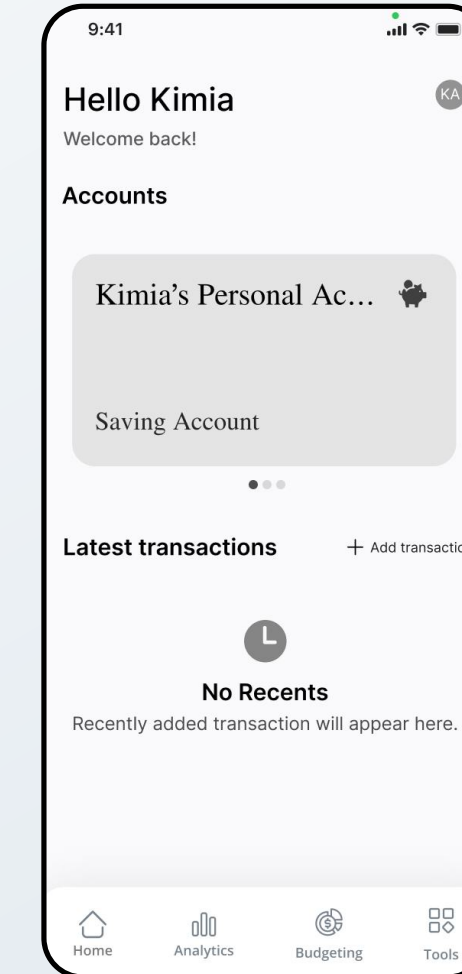 9:41
Hello Kimia
KA
Welcome back!
Accounts
Kimia’s Personal Ac...
Saving Account
Latest transactions
+ Add transactio
No Recents
Recently added transaction will appear here.
Home Analytics Budgeting Tools